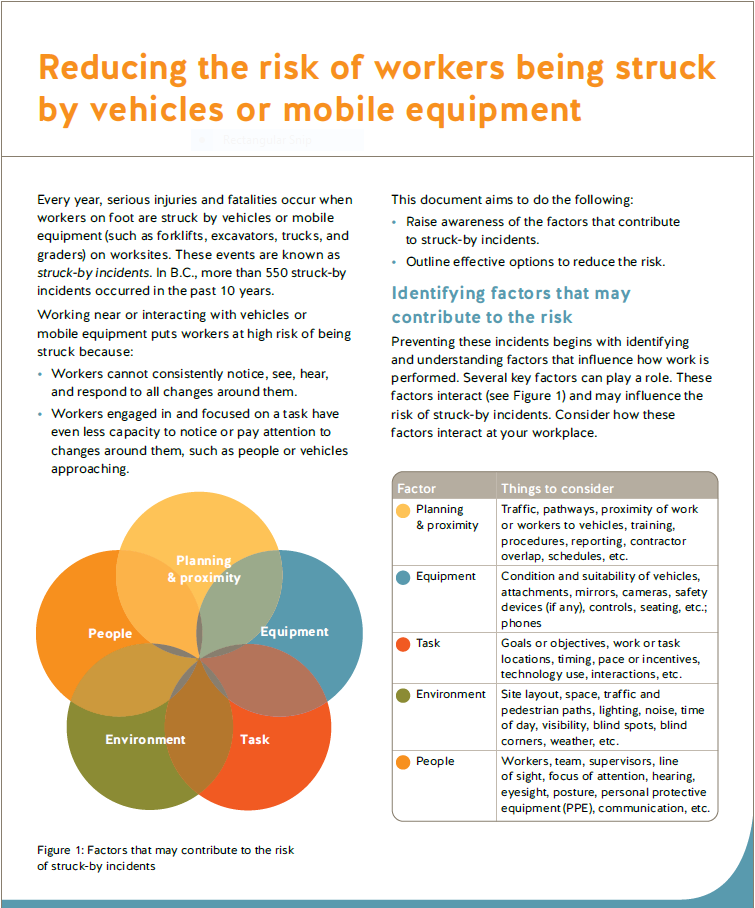 Reducing the risk of workers being struck
by vehicles or mobile equipment
Every year, serious injuries and fatalities occur when
workers on foot are struck by vehicles or mobile
equipment (such as forklifts, excavators, trucks, and
graders) on worksites. These events are known as
struck-by incidents. In B.C., more than 550 struck-by
incidents occurred in the past 10 years.
Working near or interacting with vehicles or
mobile equipment puts workers at high risk of being
struck because:
• Workers cannot consistently notice, see, hear,
and respond to all changes around them.
• Workers engaged in and focused on a task have
even less capacity to notice or pay attention to
changes around them, such as people or vehicles
approaching.
Planning
& proximity
People
Equipment
Environment
Task
Figure 1: Factors that may contribute to the risk
of struck-by incidents
This document aims to do the following:
• Raise awareness of the factors that contribute
to struck-by incidents.
• Outline effective options to reduce the risk.
Identifying factors that may
contribute to the risk
Preventing these incidents begins with identifying
and understanding factors that influence how work is
performed. Several key factors can play a role. These
factors interact (see Figure 1) and may influence the
risk of struck-by incidents. Consider how these
factors interact at your workplace.
Factor Things to consider
Planning
& proximity
Traffic, pathways, proximity of work
or workers to vehicles, training,
procedures, reporting, contractor
overlap, schedules, etc.
Equipment
Condition and suitability of vehicles,
attachments, mirrors, cameras, safety
devices (if any), controls, seating, etc.;
phones
Task
Goals or objectives, work or task
locations, timing, pace or incentives,
technology use, interactions, etc.
Environment
Site layout, space, traffic and
pedestrian paths, lighting, noise, time
of day, visibility, blind spots, blind
corners, weather, etc.
People
Workers, team, supervisors, line
of sight, focus of attention, hearing,
eyesight, posture, personal protective
equipment (PPE), communication, etc.